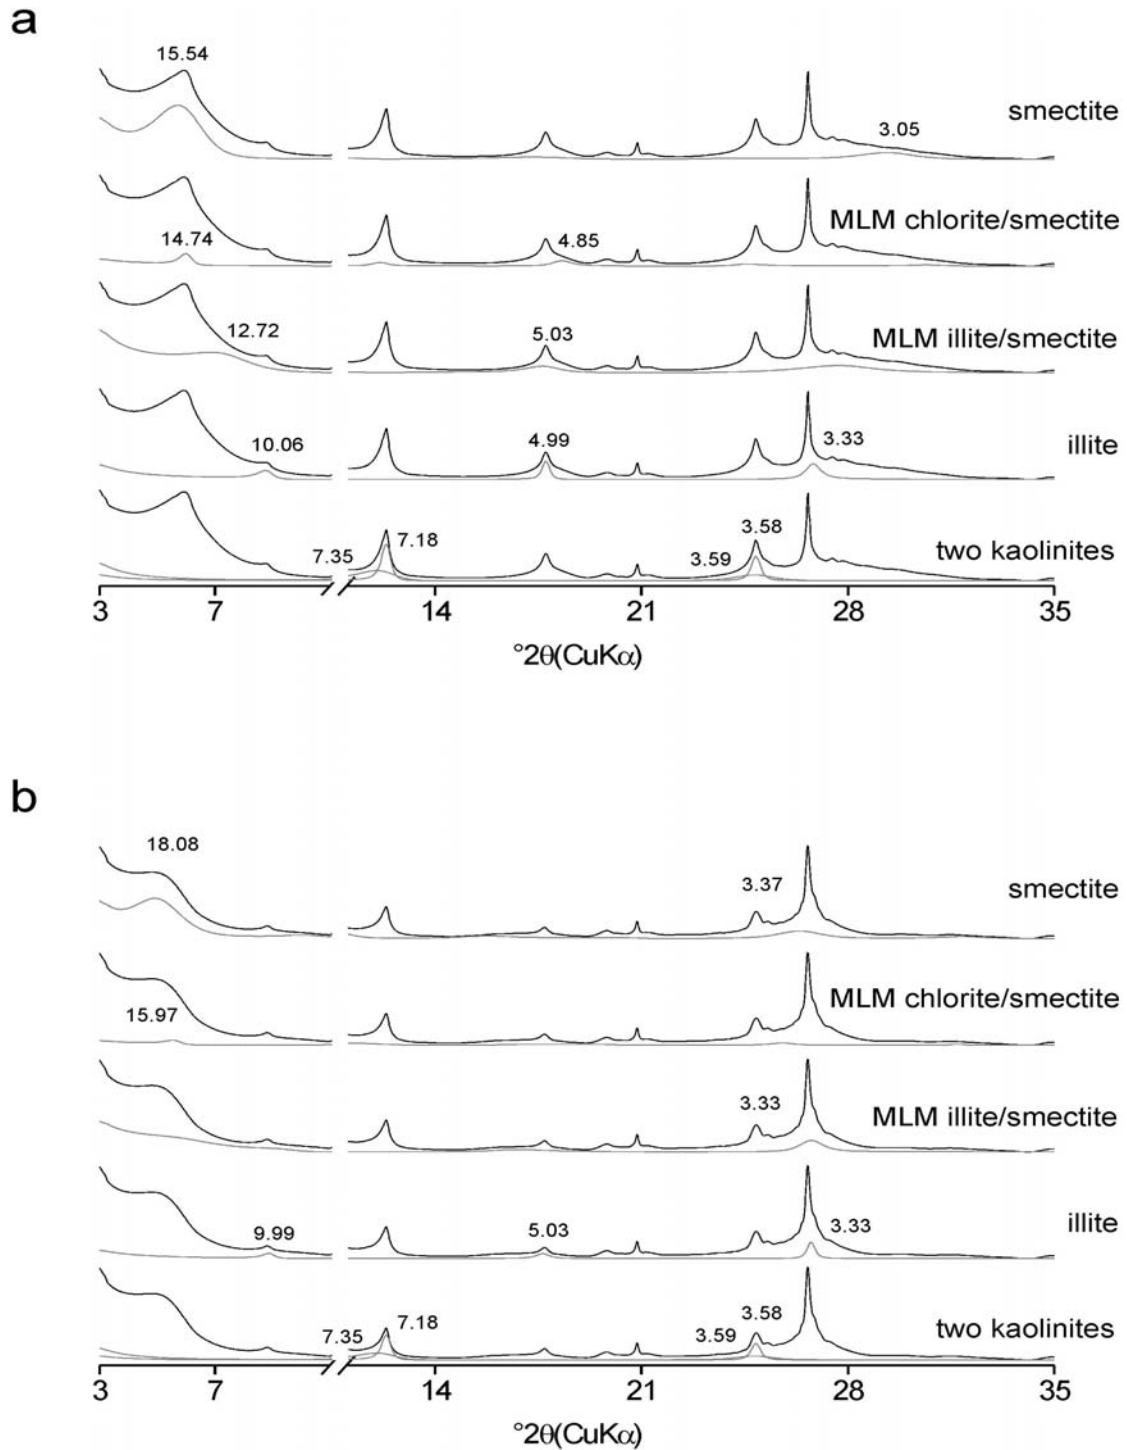 a
15.54
smectite
3.05
MLM chlorite/smectite
14.74
4.85
12.72
5.03
MLM illite/smectite
10.06
4.99
3.33
illite
7.35
7.18
3.59
3.58
two kaolinites
3 7 14 21 28 35
°2θ(CuKα)
b
18.08
3.37
smectite
15.97
MLM chlorite/smectite
3.33
MLM illite/smectite
9.99
5.03
3.33
illite
7.35
7.18
3.59
3.58
two kaolinites
3 7 14 21 28 35
°2θ(CuKα)